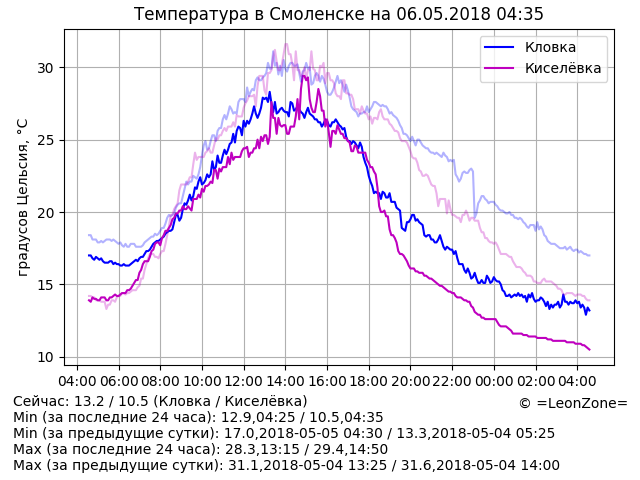 Температура в Смоленске на 06.05.2018 04:35
градусов Цельсия, °C
30
25
20
15
10
Кловка
Киселёвка
04:00 06:00 08:00 10:00 12:00 14:00 16:00 18:00 20:00 22:00 00:00 02:00 04:00
Сейчас: 13.2 / 10.5 (Кловка / Киселёвка)
© =LeonZone=
Min (за последние 24 часа): 12.9,04:25 / 10.5,04:35
Min (за предыдущие сутки): 17.0,2018-05-05 04:30 / 13.3,2018-05-04 05:25
Max (за последние 24 часа): 28.3,13:15 / 29.4,14:50
Max (за предыдущие сутки): 31.1,2018-05-04 13:25 / 31.6,2018-05-04 14:00